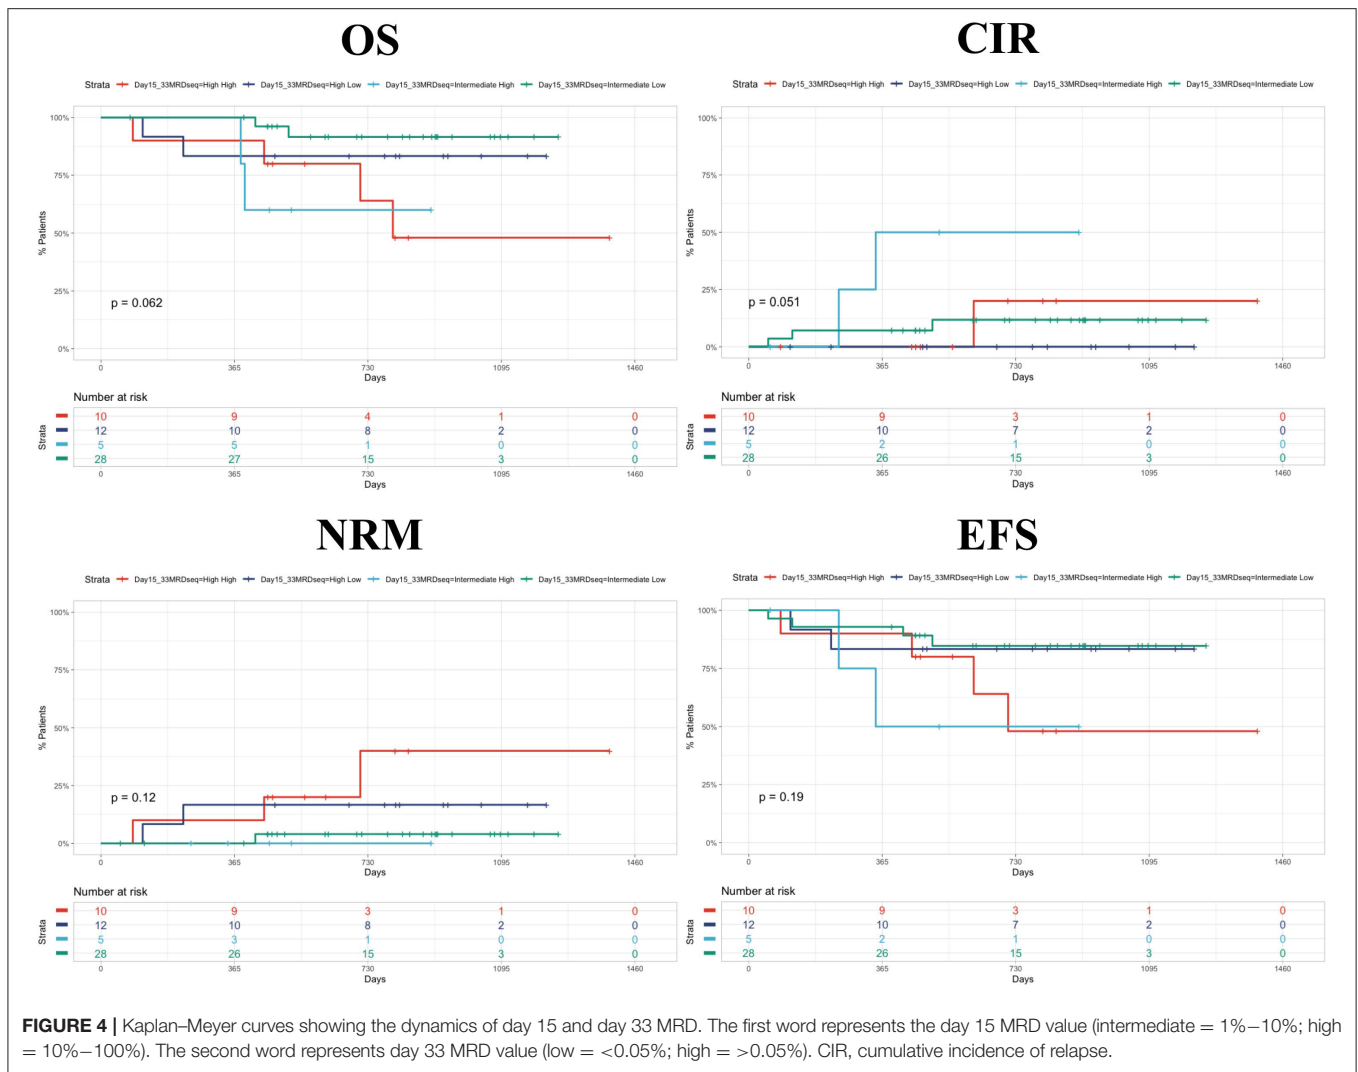 OS
Strata Day15_33MRDseq=High High Day15_33MRDseq=High Low Day15_33MRDseq=Intermediate High Day15_33MRDseq=Intermediate Low
100%
75%
50%
25%
0%
% Patients
p = 0.062
0 365 730 1095 1460
Days
Number at risk
Strata
10 9 4 1 0
12 10 8 2 0
5 5 1 0 0
28 27 15 3 0
0 365 730 1095 1460
Days
CIR
Strata Day15_33MRDseq=High High Day15_33MRDseq=High Low Day15_33MRDseq=Intermediate High Day15_33MRDseq=Intermediate Low
100%
75%
50%
25%
0%
% Patients
p = 0.051
0 365 730 1095 1460
Days
Number at risk
Strata
10 9 3 1 0
12 10 7 2 0
5 2 1 0 0
28 26 15 3 0
0 365 730 1095 1460
Days
NRM
Strata Day15_33MRDseq=High High Day15_33MRDseq=High Low Day15_33MRDseq=Intermediate High Day15_33MRDseq=Intermediate Low
100%
75%
50%
25%
0%
% Patients
p = 0.12
0 365 730 1095 1460
Days
Number at risk
Strata
10 9 3 1 0
12 10 8 2 0
5 3 1 0 0
28 26 15 3 0
0 365 730 1095 1460
Days
EFS
Strata Day15_33MRDseq=High High Day15_33MRDseq=High Low Day15_33MRDseq=Intermediate High Day15_33MRDseq=Intermediate Low
100%
75%
50%
25%
0%
% Patients
p = 0.19
0 365 730 1095 1460
Days
Number at risk
Strata
10 9 3 1 0
12 10 7 2 0
5 2 1 0 0
28 26 15 3 0
0 365 730 1095 1460
Days
FIGURE 4 | Kaplan–Meyer curves showing the dynamics of day 15 and day 33 MRD. The first word represents the day 15 MRD value (intermediate = 1%–10%; high
= 10%–100%). The second word represents day 33 MRD value (low = <0.05%; high = >0.05%). CIR, cumulative incidence of relapse.